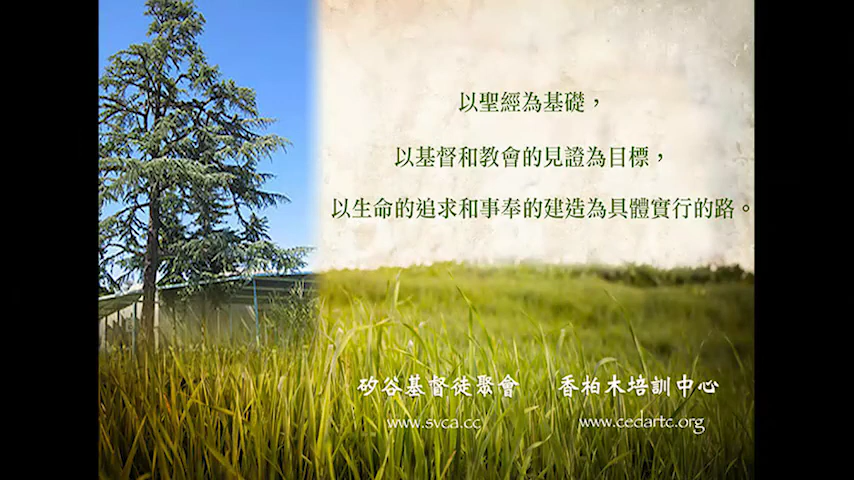 以聖經為基礎，
以基督和教會的見證為目標，
以生命的追求和事奉的建造為具體實行的路。
矽谷基督徒聚會 香柏木培訓中心
www.svca.cc www.cedartc.org